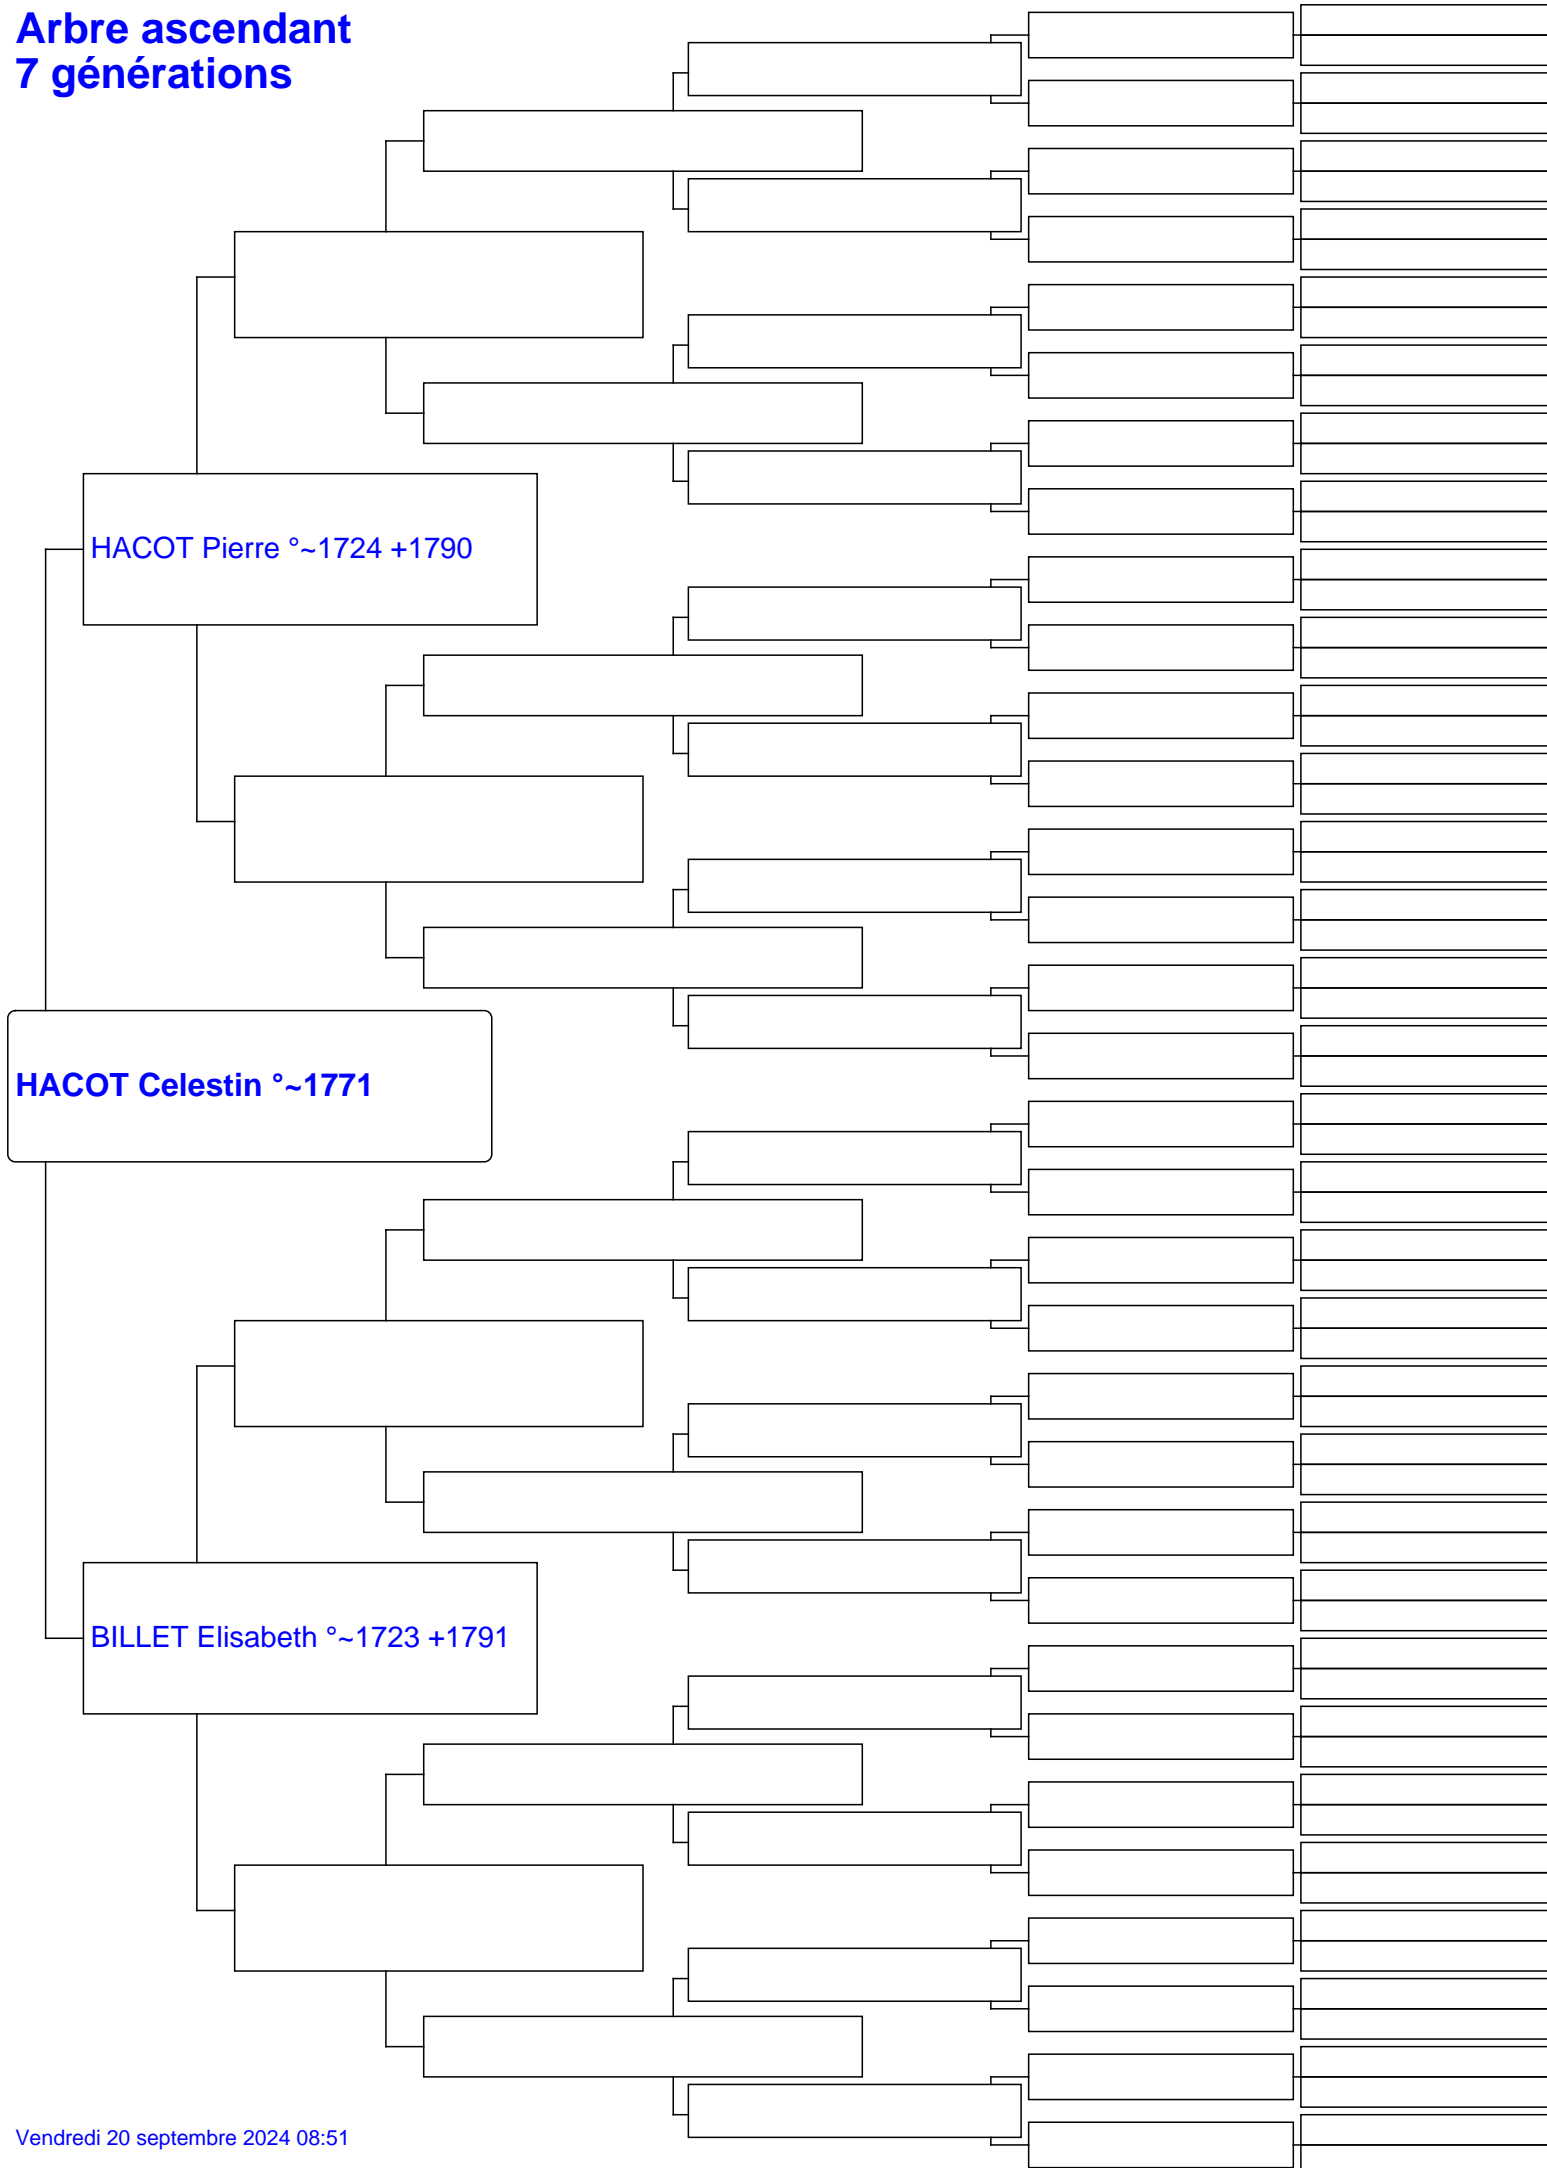 Arbre ascendant
7 générations
HACOT Pierre °~1724 +1790
HACOT Celestin °~1771
BILLET Elisabeth °~1723 +1791
Vendredi 20 septembre 2024 08:51